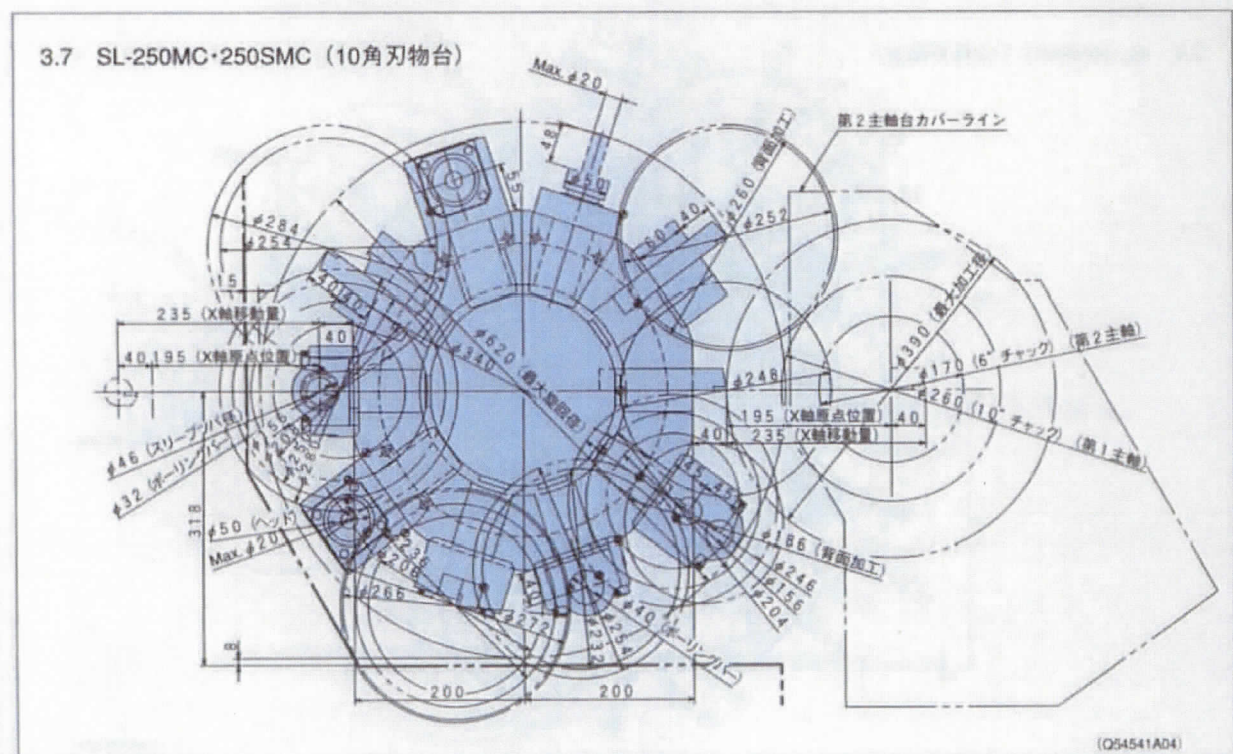 3.7 SL-250MC・250SMC（10角刃物台）
Max.φ20
48
φ50
55
φ260（背面加工）
第2主軸台カバーライン
φ284
φ254
40
60
φ252
15
40
40
235（X軸移動量）
40
φ620（最大振回径）
φ340
φ390（最大加工径）
40
195（X軸原点位置）
φ248
φ170（6"チャック）（第2主軸）
φ260（10"チャック）（第1主軸）
195（X軸原点位置）
40
40
235（X軸移動量）
φ46（スリーブツバ径）
φ32（ボーリングバー）
φ156
318
φ50（ヘッド）
Max.φ20
φ186（背面加工）
φ246
φ156
φ204
φ266
φ272
40
φ40（ボーリングバー）
φ254
φ232
8
200
200
(Q54541A04)